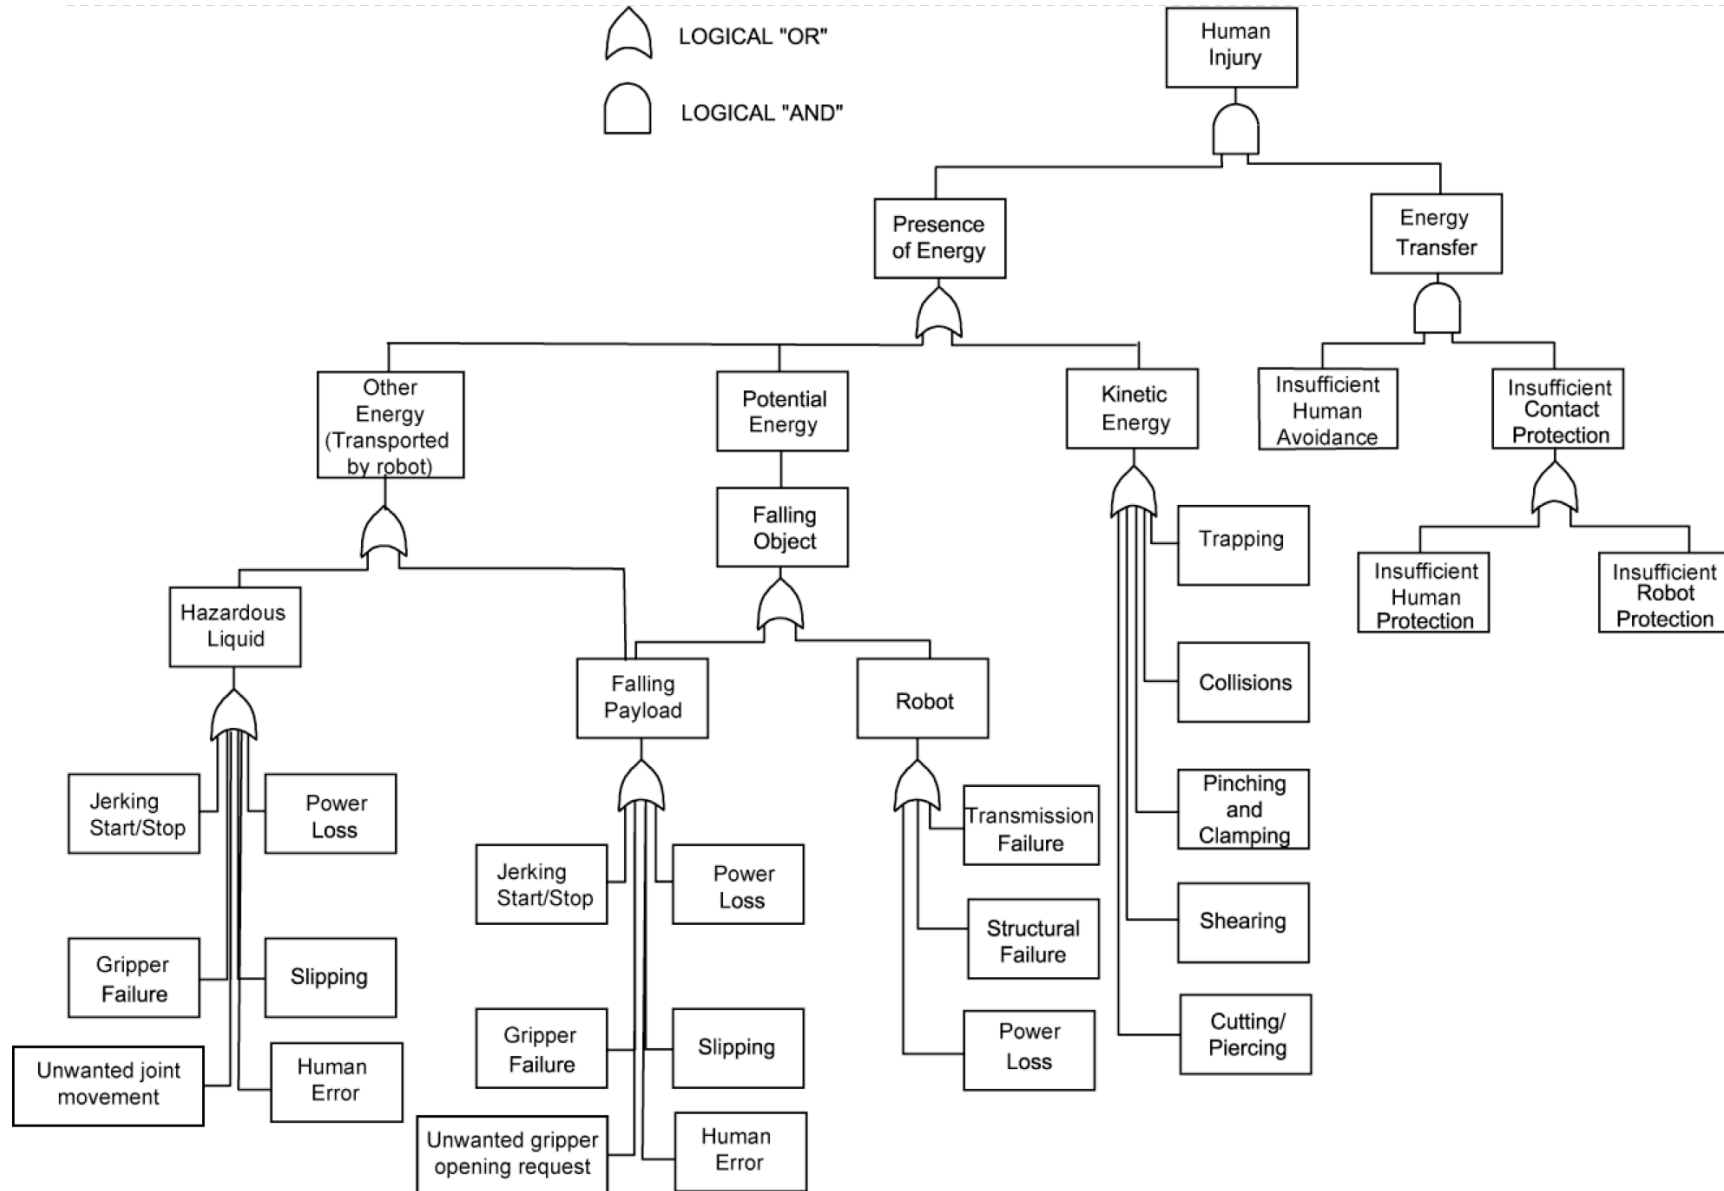 LOGICAL "OR"
LOGICAL "AND"
Human
Injury
Presence
of Energy
Energy
Transfer
Other
Energy
(Transported
by robot)
Potential
Energy
Kinetic
Energy
Insufficient
Human
Avoidance
Insufficient
Contact
Protection
Falling
Object
Trapping
Insufficient
Human
Protection
Insufficient
Robot
Protection
Hazardous
Liquid
Falling
Payload
Robot
Collisions
Jerking
Start/Stop
Power
Loss
Transmission
Failure
Pinching
and
Clamping
Jerking
Start/Stop
Power
Loss
Structural
Failure
Shearing
Gripper
Failure
Slipping
Gripper
Failure
Slipping
Power
Loss
Cutting/
Piercing
Unwanted joint
movement
Human
Error
Unwanted gripper
opening request
Human
Error